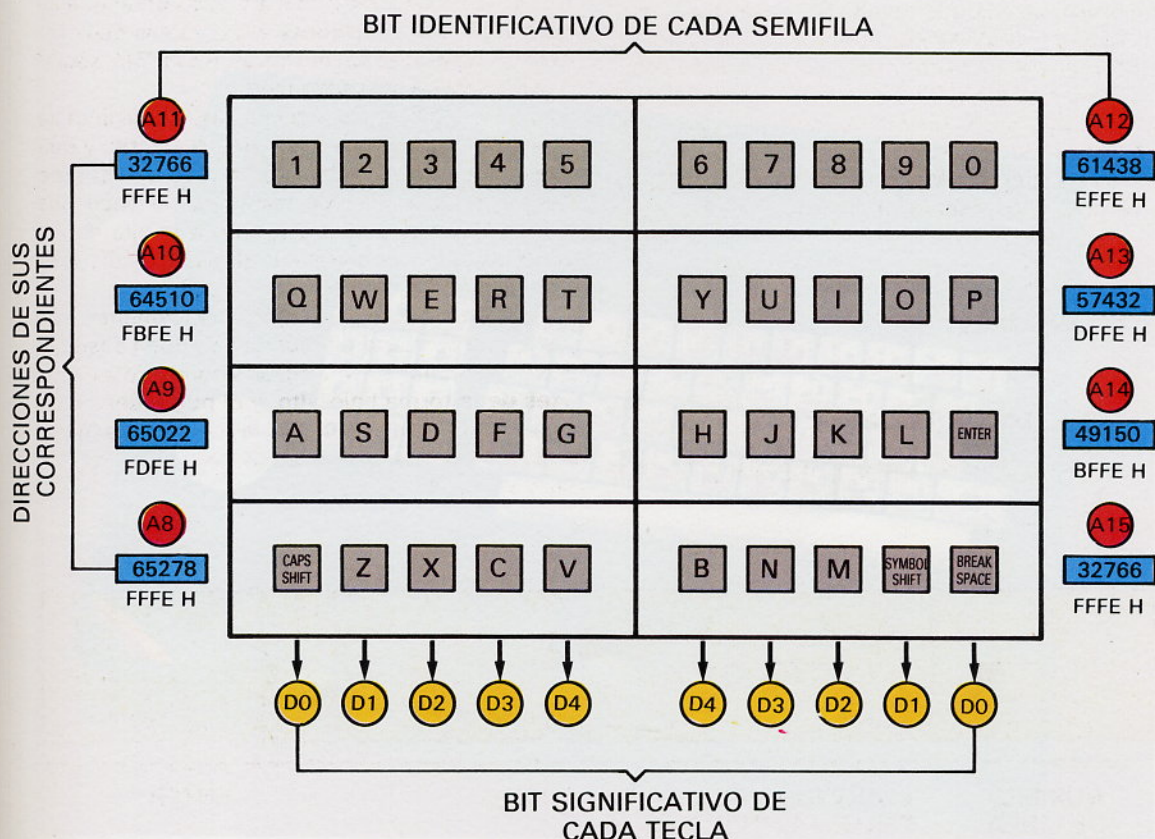 BIT IDENTIFICATIVO DE CADA SEMIFILA
A11
A12
32766
1 2 3 4 5
6 7 8 9 0
61438
FFFE H
EFFE H
A10
A13
64510
Q W E R T
Y U I O P
57432
FBFE H
DFFE H
DIRECCIONES DE SUS
CORRESPONDIENTES
A9
A14
65022
A S D F G
H J K L ENTER
49150
FDFE H
BFFE H
A8
A15
65278
CAPS
SHIFT
Z X C V
B N M
SYMBOL
SHIFT
BREAK
SPACE
32766
FFFE H
FFFE H
D0 D1 D2 D3 D4
D4 D3 D2 D1 D0
BIT SIGNIFICATIVO DE
CADA TECLA